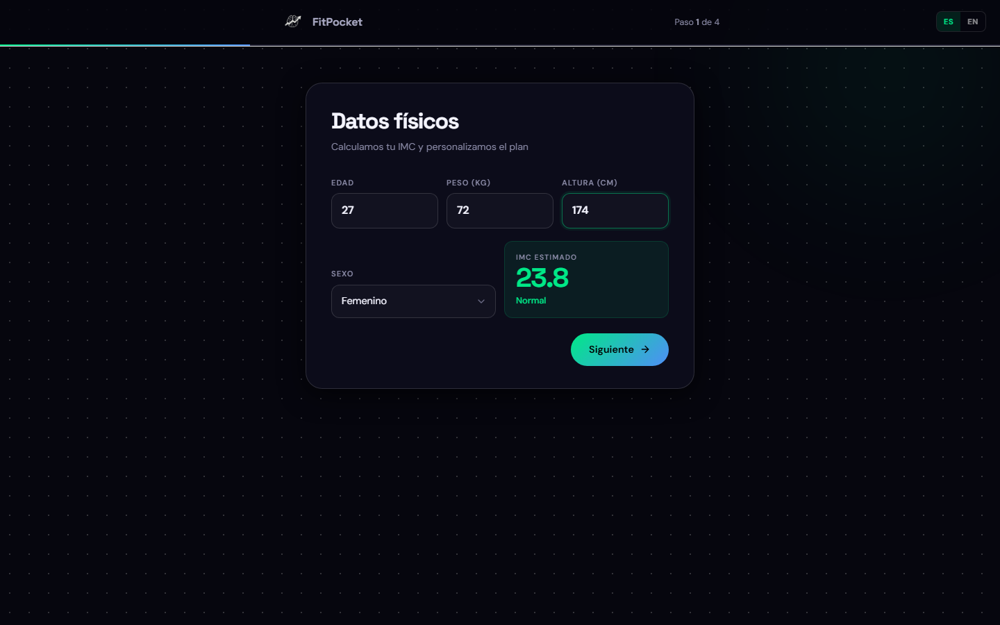 FitPocket
Paso 1 de 4
ES EN
Datos físicos
Calculamos tu IMC y personalizamos el plan
EDAD PESO (KG) ALTURA (CM)
27 72 174
IMC ESTIMADO
23.8
Normal
SEXO
Femenino
Siguiente →